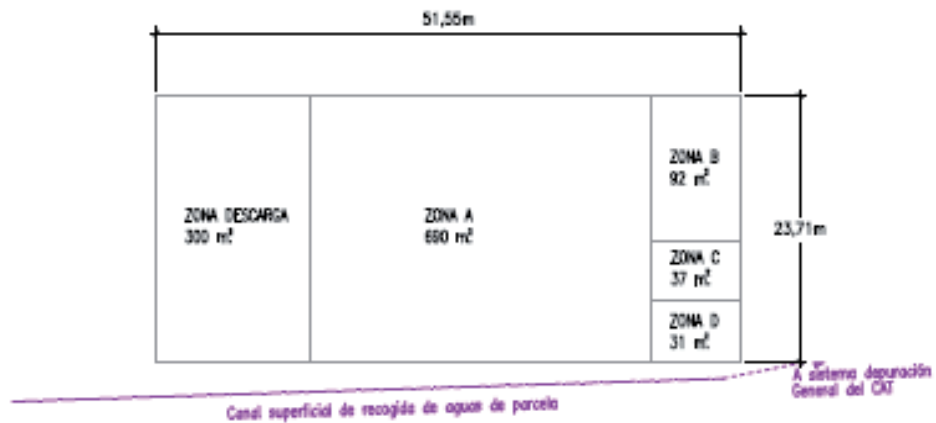 51,55m
ZONA B
92 m²
ZONA DESCARGA
300 m²
ZONA A
690 m²
23,71m
ZONA C
37 m²
ZONA D
31 m²
A sistema depuración
General del CAT
Canal superficial de recogida de aguas de parcela